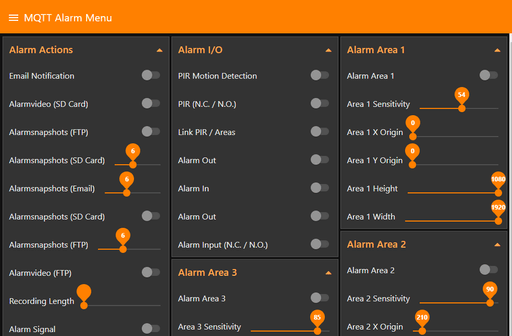 MQTT Alarm Menu
Alarm Actions
Email Notification
Alarmvideo (SD Card)
Alarmsnapshots (FTP)
Alarmsnapshots (SD Card)
6
Alarmsnapshots (Email)
6
Alarmsnapshots (SD Card)
Alarmsnapshots (FTP)
6
Alarmvideo (FTP)
Recording Length
Alarm Signal
Alarm I/O
PIR Motion Detection
PIR (N.C. / N.O.)
Link PIR / Areas
Alarm Out
Alarm In
Alarm Out
Alarm Input (N.C. / N.O.)
Alarm Area 3
Alarm Area 3
Area 3 Sensitivity
85
Alarm Area 1
Alarm Area 1
Area 1 Sensitivity
54
Area 1 X Origin
0
Area 1 Y Origin
0
Area 1 Height
1080
Area 1 Width
1920
Alarm Area 2
Alarm Area 2
Area 2 Sensitivity
90
Area 2 X Origin
210